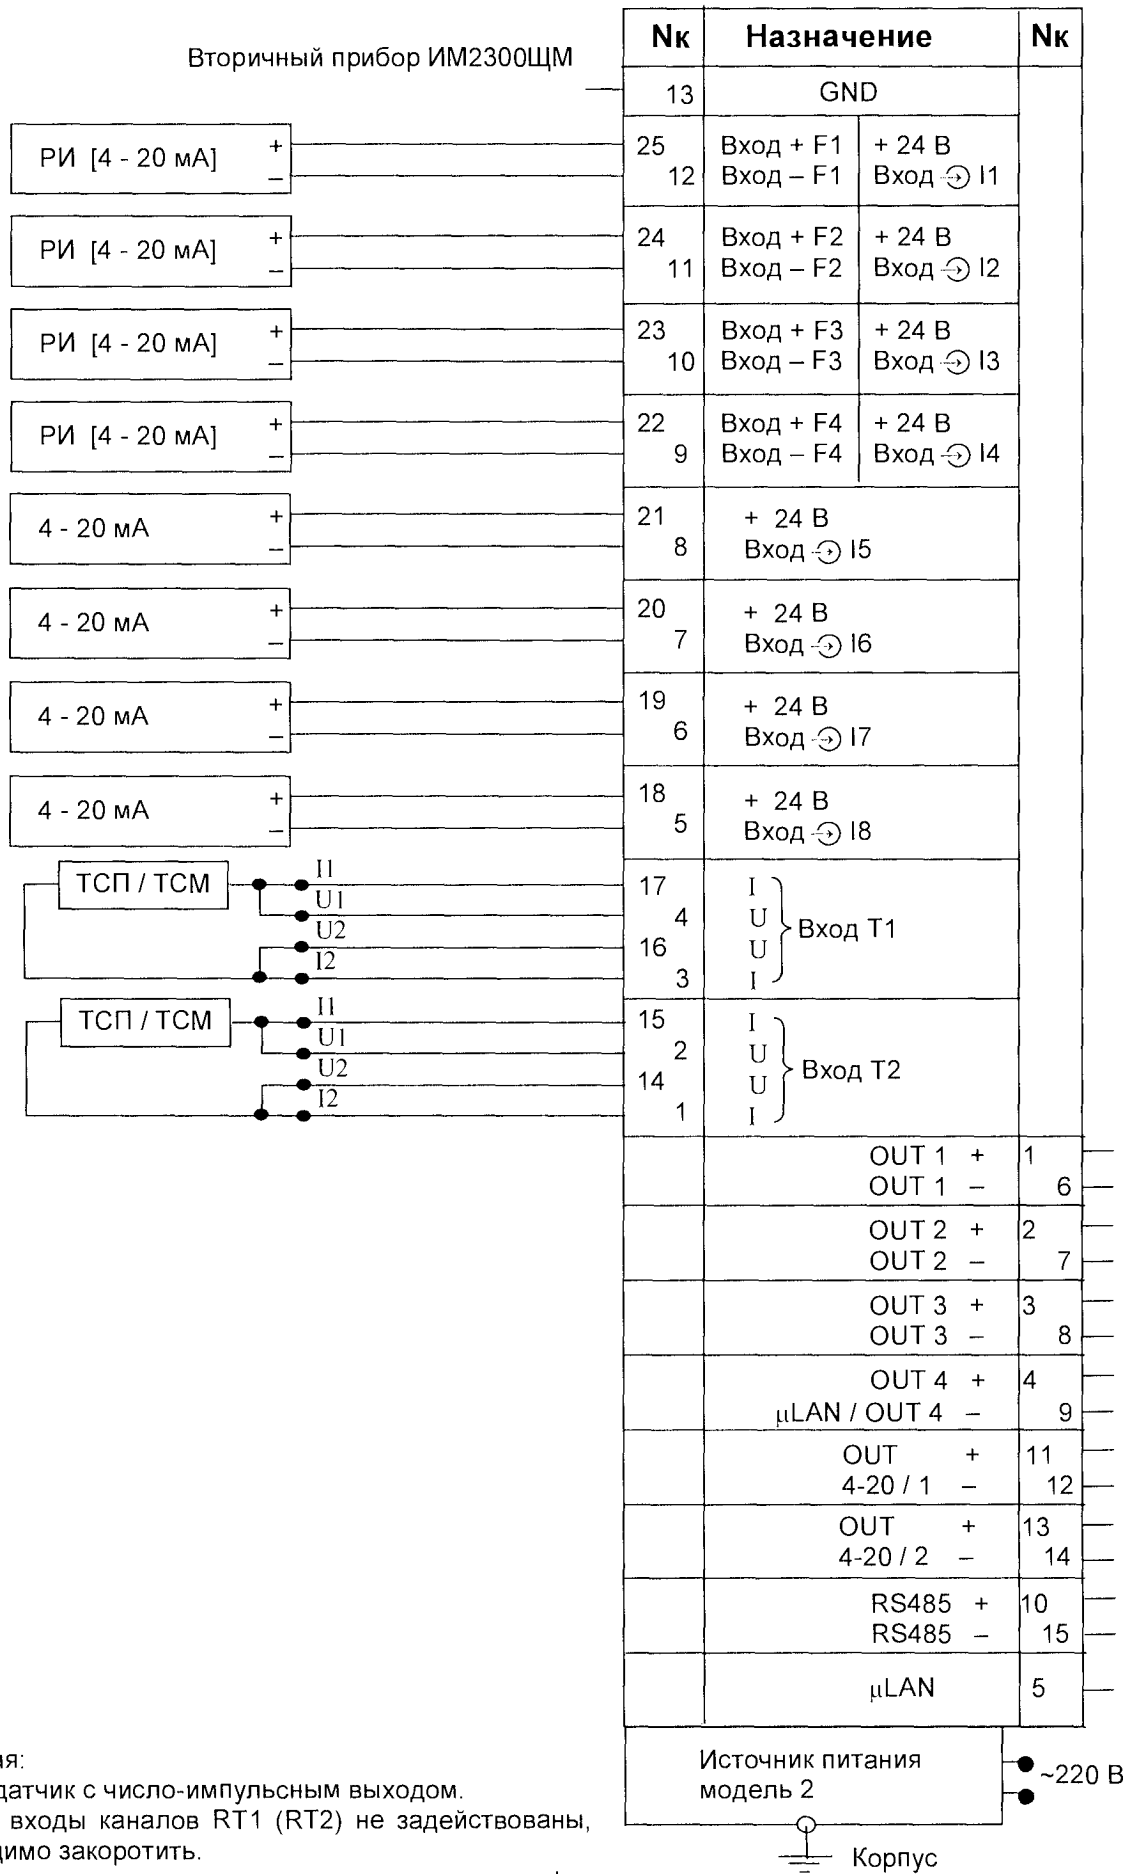 Вторичный прибор ИМ2300ЩМ
Nк Назначение Nк
13 GND
РИ [4 - 20 мА] + 25 Вход + F1 + 24 В
– 12 Вход – F1 Вход I1
РИ [4 - 20 мА] + 24 Вход + F2 + 24 В
– 11 Вход – F2 Вход I2
РИ [4 - 20 мА] + 23 Вход + F3 + 24 В
– 10 Вход – F3 Вход I3
РИ [4 - 20 мА] + 22 Вход + F4 + 24 В
– 9 Вход – F4 Вход I4
4 - 20 мА + 21 + 24 В
– 8 Вход I5
4 - 20 мА + 20 + 24 В
– 7 Вход I6
4 - 20 мА + 19 + 24 В
– 6 Вход I7
4 - 20 мА + 18 + 24 В
– 5 Вход I8
ТСП / ТСМ I1 17 I
U1 4 U Вход Т1
U2 16 U
I2 3 I
ТСП / ТСМ I1 15 I
U1 2 U Вход Т2
U2 14 U
I2 1 I
OUT 1 + 1
OUT 1 – 6
OUT 2 + 2
OUT 2 – 7
OUT 3 + 3
OUT 3 – 8
OUT 4 + 4
µLAN / OUT 4 – 9
OUT + 11
4-20 / 1 – 12
OUT + 13
4-20 / 2 – 14
RS485 + 10
RS485 – 15
µLAN 5
Источник питания
модель 2
~220 В
Корпус
ая:
датчик с число-импульсным выходом.
входы каналов RT1 (RT2) не задействованы,
димо закоротить.